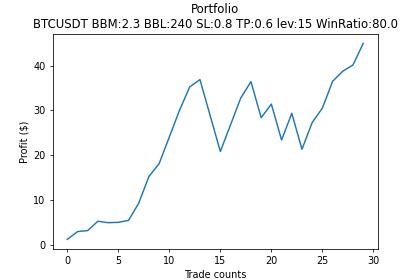 Portfolio
BTCUSDT BBM:2.3 BBL:240 SL:0.8 TP:0.6 lev:15 WinRatio:80.0
40
30
20
10
0
Profit ($)
0 5 10 15 20 25 30
Trade counts